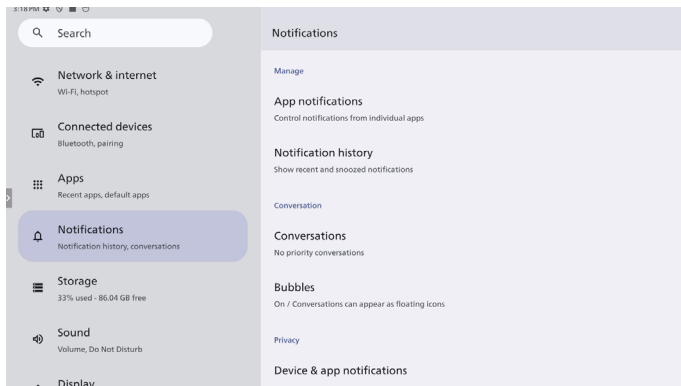 3:18 PM
Search
Network & internet
Wi-Fi, hotspot
Connected devices
Bluetooth, pairing
Apps
Recent apps, default apps
Notifications
Notification history, conversations
Storage
33% used - 86.04 GB free
Sound
Volume, Do Not Disturb
Display
Notifications
Manage
App notifications
Control notifications from individual apps
Notification history
Show recent and snoozed notifications
Conversation
Conversations
No priority conversations
Bubbles
On / Conversations can appear as floating icons
Privacy
Device & app notifications